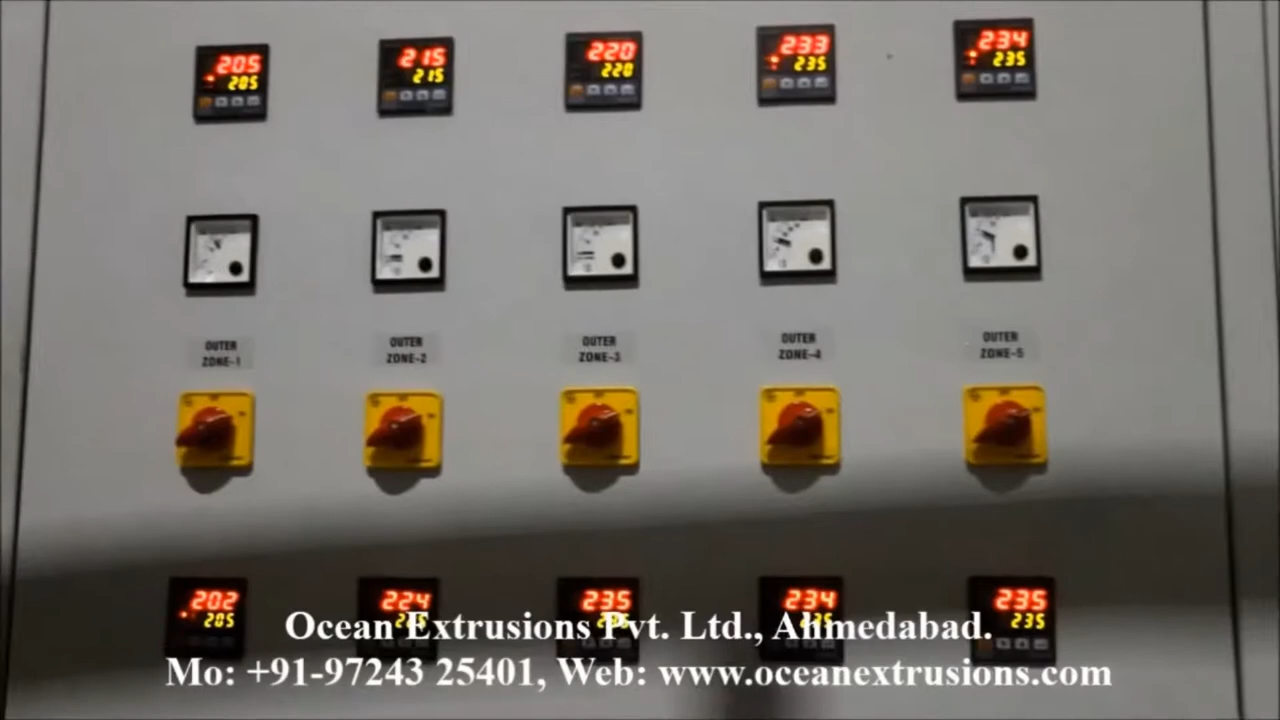 205 215 220 233 234
205 215 220 235 235
OUTER OUTER OUTER OUTER OUTER
ZONE-1 ZONE-2 ZONE-3 ZONE-4 ZONE-5
202 224 235 234 235
205 235 235
Ocean Extrusions Pvt. Ltd., Ahmedabad.
Mo: +91-97243 25401, Web: www.oceanextrusions.com